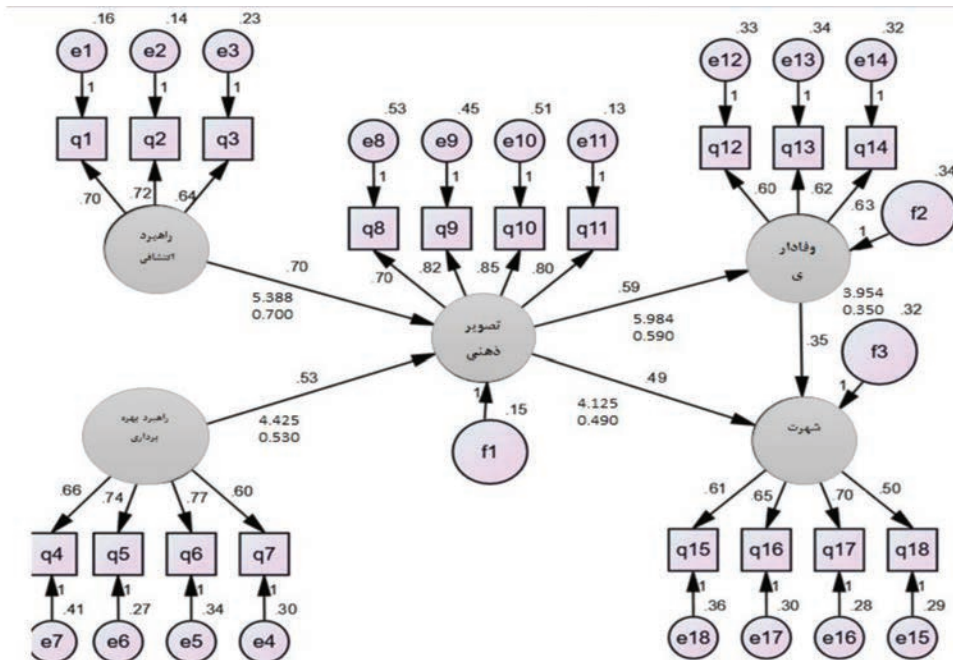 .16
.14
.23
e1
e2
e3
1
1
1
q1
q2
q3
.70
.72
.64
راهبرد
اکتشافی
.53
.45
.51
.13
e8
e9
e10
e11
1
1
1
1
q8
q9
q10
q11
.70
.82
.85
.80
تصویر
ذهنی
.33
.34
.32
e12
e13
e14
1
1
1
q12
q13
q14
.60
.62
.63
.34
f2
1
وفادار
ی
.70
5.388
0.700
.59
5.984
0.590
3.954
0.350
.35
.32
f3
1
.53
4.425
0.530
.49
4.125
0.490
1
.15
f1
راهبرد بهره
برداری
شهرت
.66
.74
.77
.60
q4
q5
q6
q7
1
1
1
1
.41
.27
.34
.30
e7
e6
e5
e4
.61
.65
.70
.50
q15
q16
q17
q18
1
1
1
1
.36
.30
.28
.29
e18
e17
e16
e15